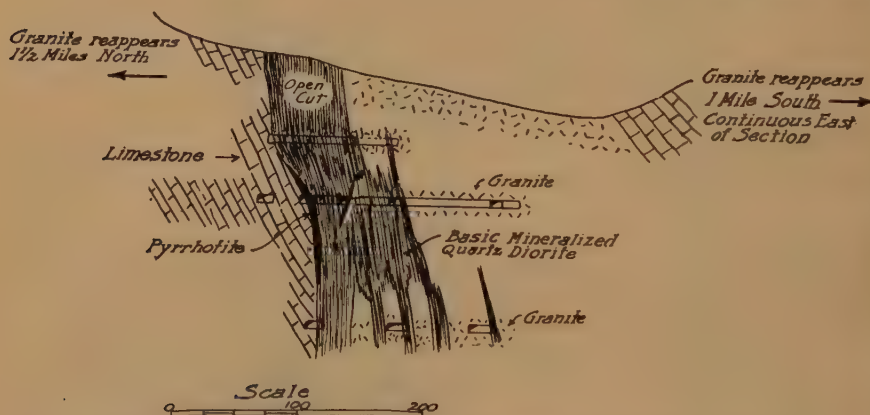 Granite reappears
1½ Miles North
Open
Cut
Granite reappears
1 Mile South
Continuous East
of Section
Limestone
Granite
Pyrrhotite
Basic Mineralized
Quartz Diorite
Granite
Scale
0 100 200